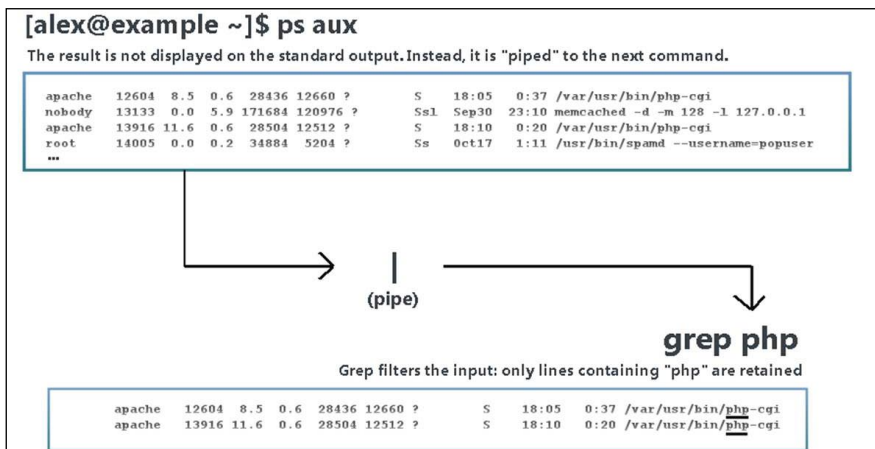 [alex@example ~]$ ps aux
The result is not displayed on the standard output. Instead, it is "piped" to the next command.
apache 12604 8.5 0.6 28436 12660 ? S 18:05 0:37 /var/usr/bin/php-cgi
nobody 13133 0.0 5.9 171684 120976 ? Ssl Sep30 23:10 memcached -d -m 128 -l 127.0.0.1
apache 13916 11.6 0.6 28504 12512 ? S 18:10 0:20 /var/usr/bin/php-cgi
root 14005 0.0 0.2 34884 5204 ? Ss Oct17 1:11 /usr/bin/spamd --username=popuser
...
|
(pipe)
grep php
Grep filters the input: only lines containing "php" are retained
apache 12604 8.5 0.6 28436 12660 ? S 18:05 0:37 /var/usr/bin/php-cgi
apache 13916 11.6 0.6 28504 12512 ? S 18:10 0:20 /var/usr/bin/php-cgi